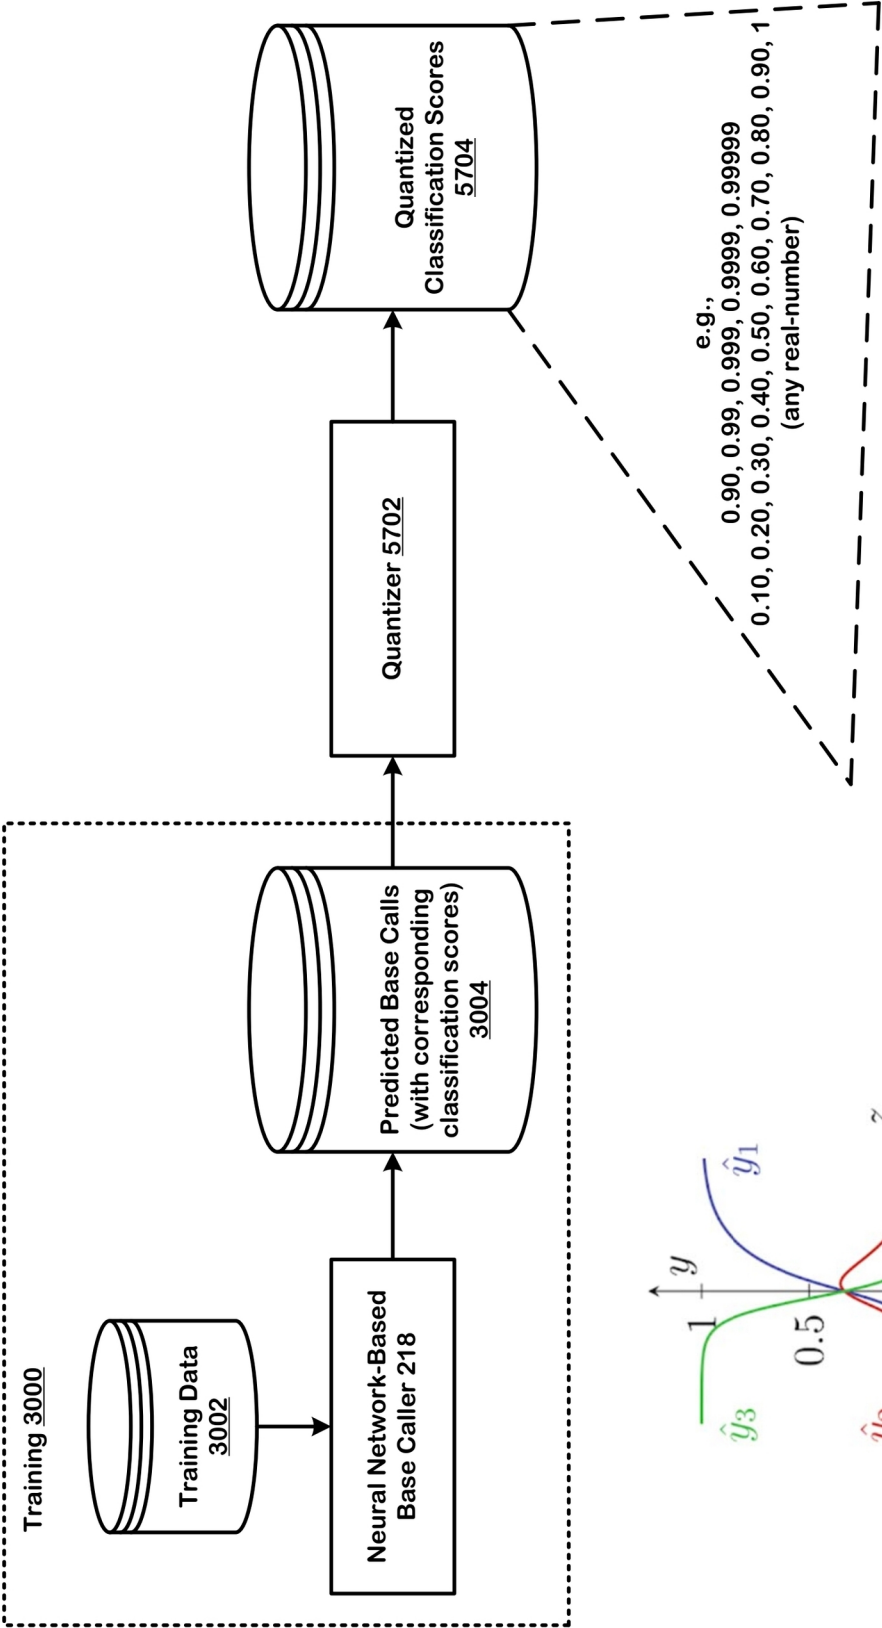 Training 3000
Training Data
3002
Neural Network-Based
Base Caller 218
Predicted Base Calls
(with corresponding
classification scores)
3004
Quantizer 5702
Quantized
Classification Scores
5704
e.g.,
0.90, 0.99, 0.999, 0.9999, 0.99999
0.10, 0.20, 0.30, 0.40, 0.50, 0.60, 0.70, 0.80, 0.90, 1
(any real-number)
y
1
ŷ3
ŷ1
0.5